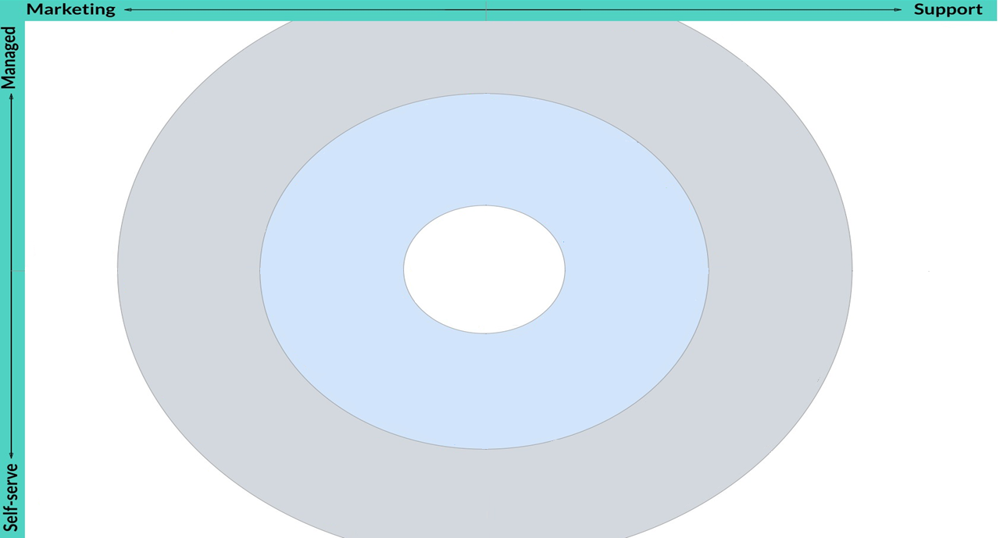 Marketing
Support
Managed
Self-serve